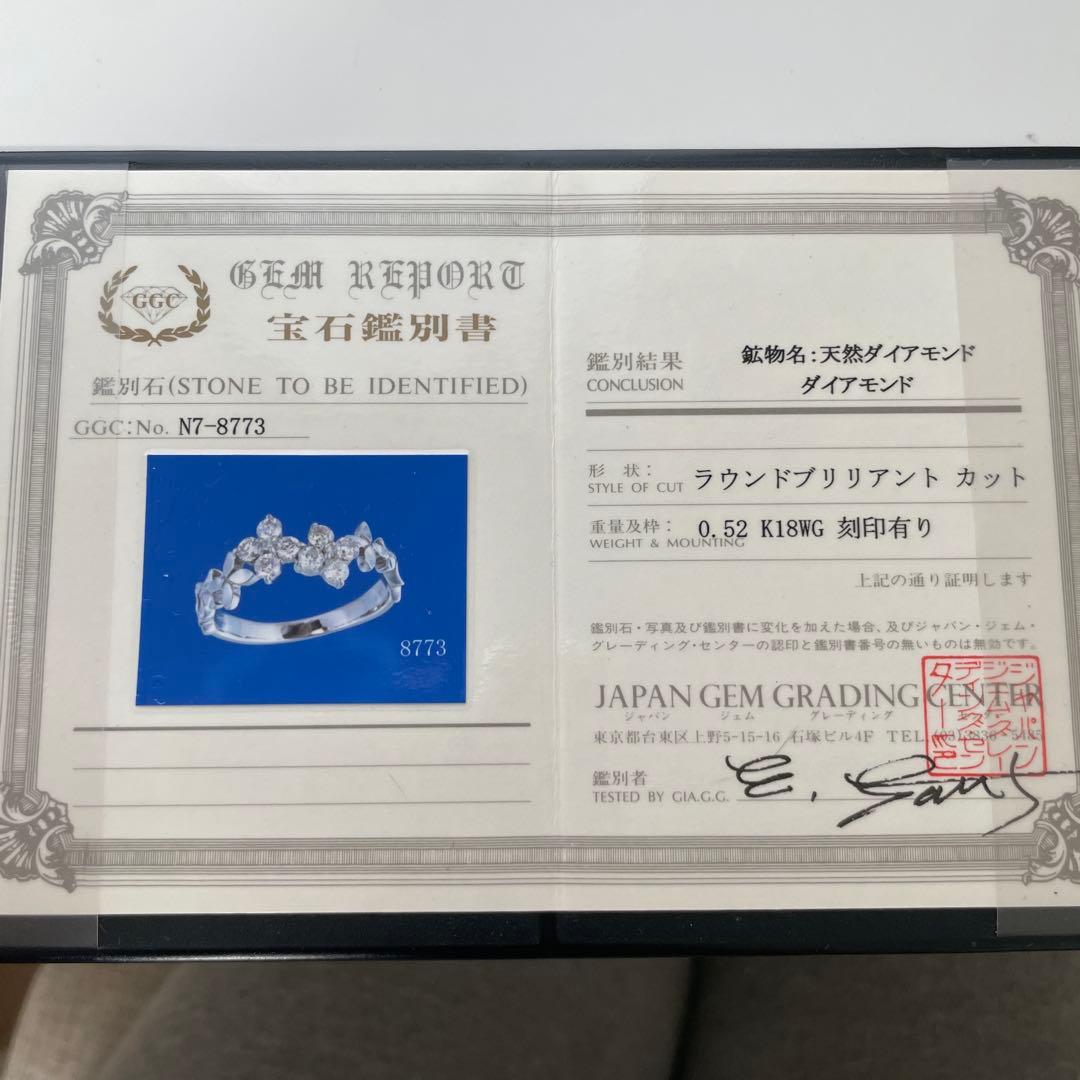 GGC
GEM REPORT
宝石鑑別書
鑑別石(STONE TO BE IDENTIFIED)
GGC:No. N7-8773
8773
鑑別結果
CONCLUSION
鉱物名:天然ダイアモンド
ダイアモンド
形 状:
STYLE OF CUT
ラウンドブリリアント カット
重量及枠:
WEIGHT & MOUNTING
0.52 K18WG 刻印有り
上記の通り証明します
鑑別石・写真及び鑑別書に変化を加えた場合、及びジャパン・ジェム・
グレーディング・センターの認印と鑑別書番号の無いものは無効です。
JAPAN GEM GRADING CENTER
ジャパン ジェム グレーディング
東京都台東区上野5-15-16 石塚ビル4F TEL
鑑別者
TESTED BY GIA.G.G.